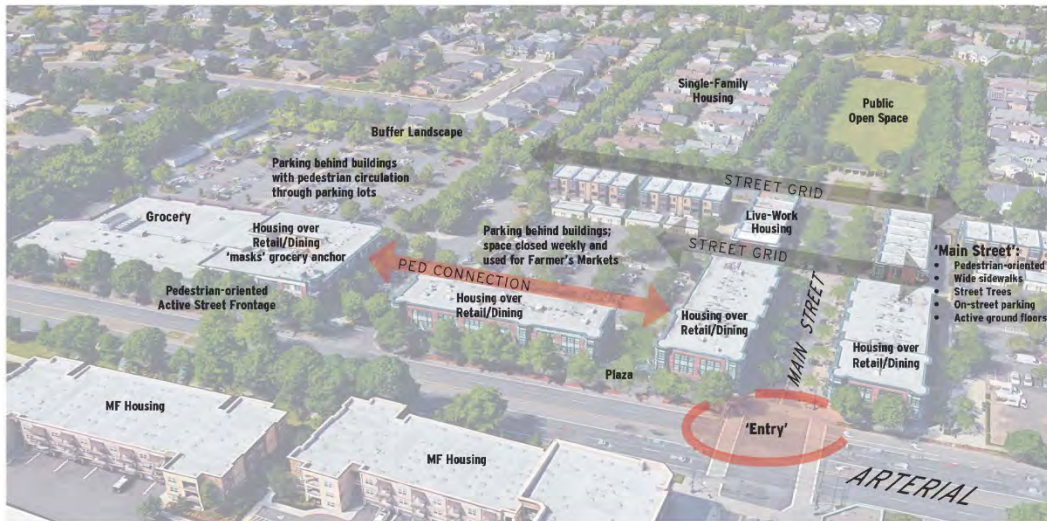 Single-Family
Housing
Public
Open Space
Buffer Landscape
Parking behind buildings
with pedestrian circulation
through parking lots
STREET GRID
Grocery
Housing over
Retail/Dining
'masks' grocery anchor
Parking behind buildings;
space closed weekly and
used for Farmer's Markets
Live-Work
Housing
STREET GRID
'Main Street':
• Pedestrian-oriented
• Wide sidewalks
• Street Trees
• On-street parking
• Active ground floors
PED CONNECTION
Pedestrian-oriented
Active Street Frontage
Housing over
Retail/Dining
Housing over
Retail/Dining
MAIN STREET
Housing over
Retail/Dining
Plaza
MF Housing
'Entry'
MF Housing
ARTERIAL